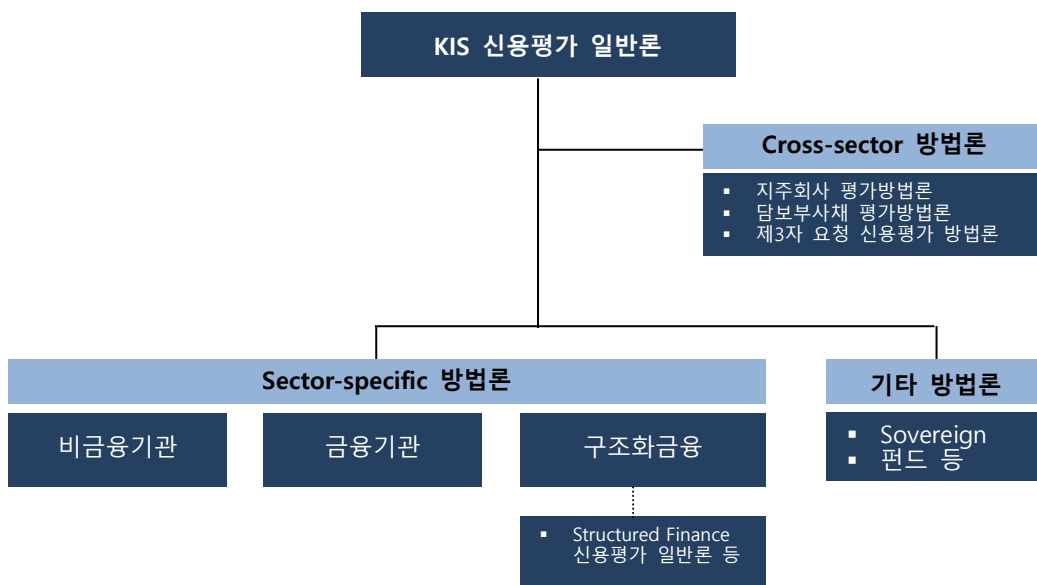 KIS 신용평가 일반론
Cross-sector 방법론
▪ 지주회사 평가방법론
▪ 담보부사채 평가방법론
▪ 제3자 요청 신용평가 방법론
Sector-specific 방법론
기타 방법론
비금융기관
금융기관
구조화금융
▪ Sovereign
▪ 펀드 등
▪ Structured Finance
신용평가 일반론 등